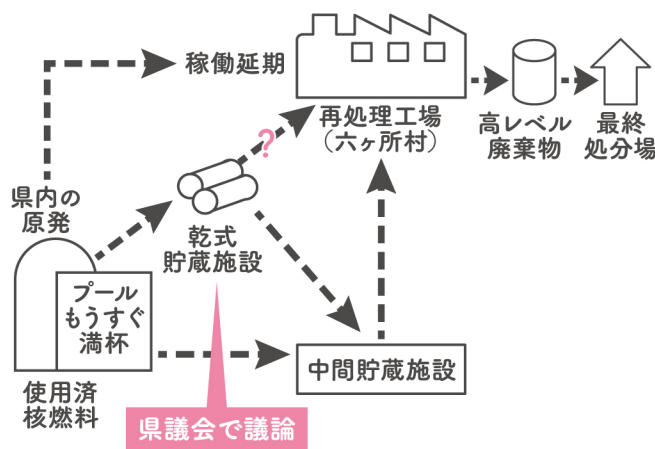 稼働延期
再処理工場
（六ヶ所村）
高レベル
廃棄物
最終
処分場
?
県内の
原発
乾式
貯蔵施設
プール
もうすぐ
満杯
中間貯蔵施設
使用済
核燃料
県議会で議論